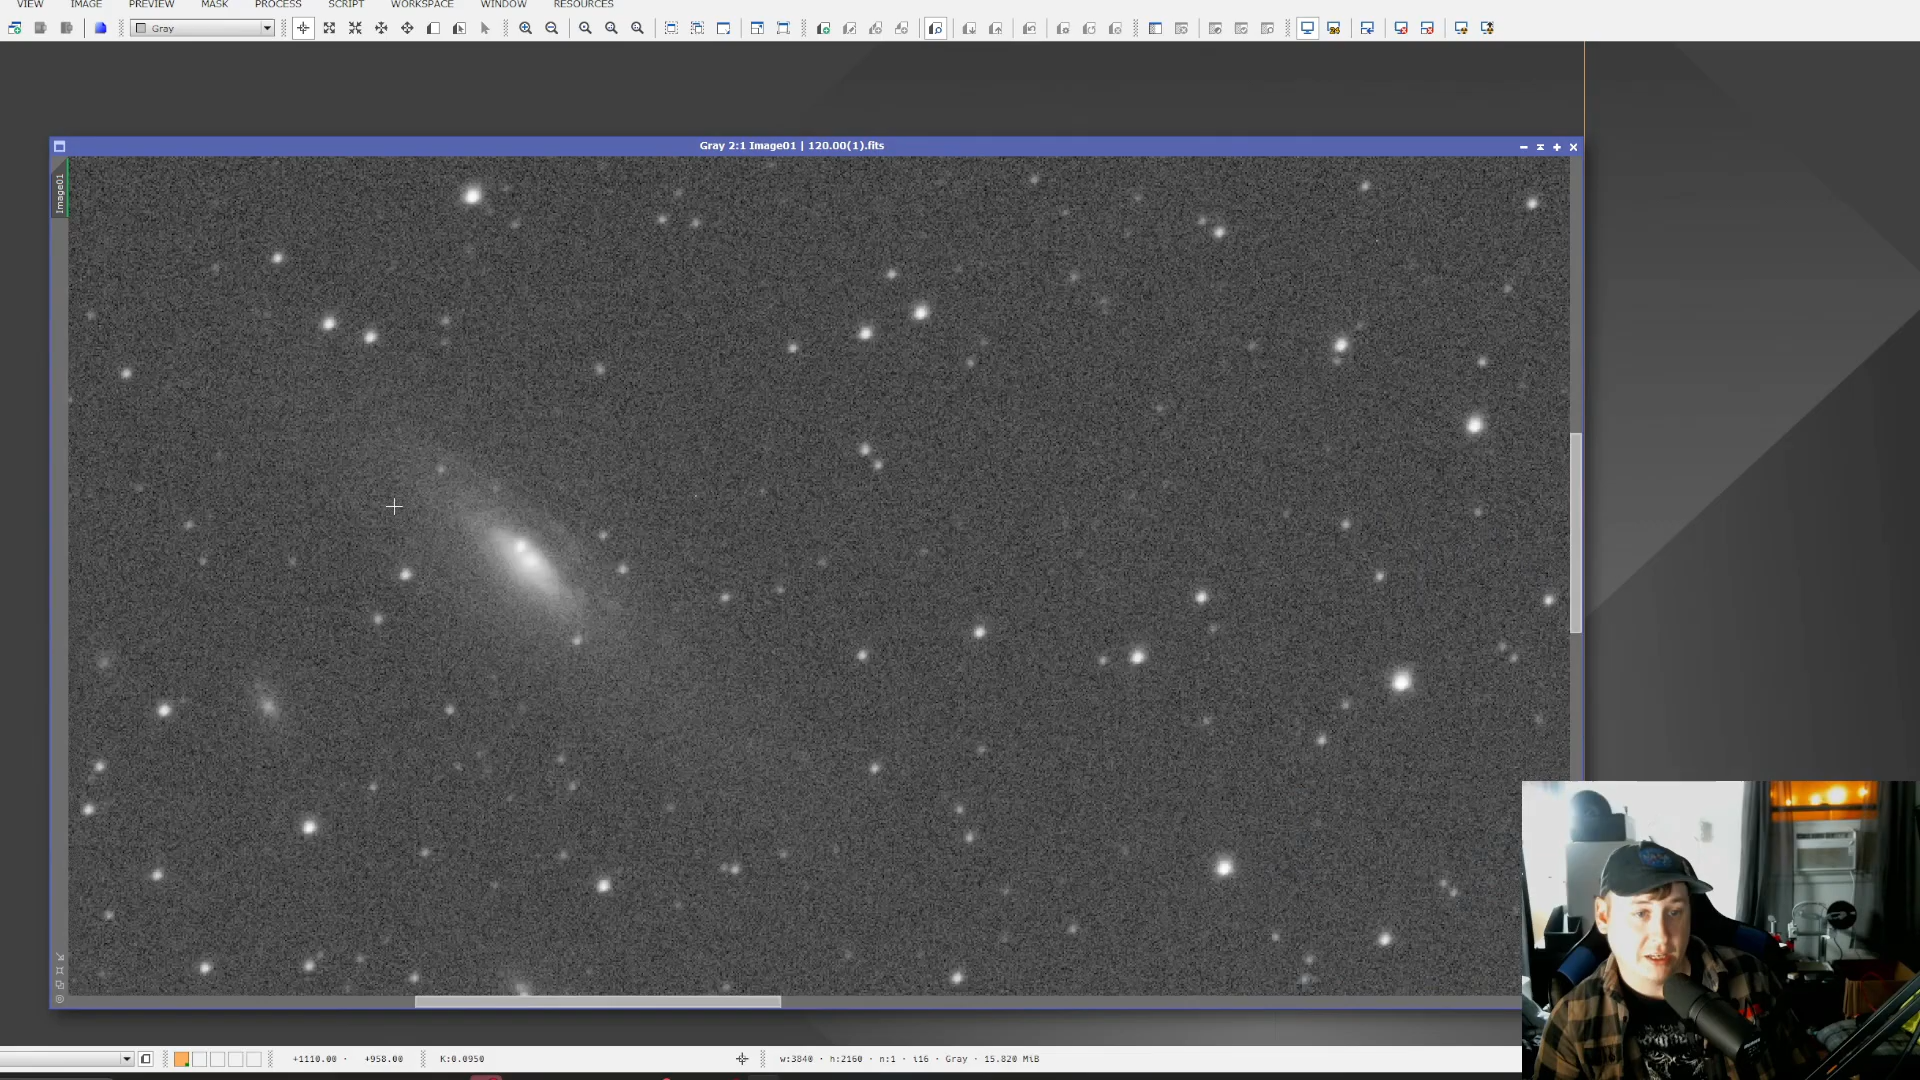 VIEW IMAGE PREVIEW MASK PROCESS SCRIPT WORKSPACE WINDOW RESOURCES
Gray
Gray 2:1 Image01 | 120.00(1).fits
Image01
+1110.00 · +958.00 K:0.0950 w:3840 · h:2160 · n:1 · i16 · Gray · 15.820 MiB